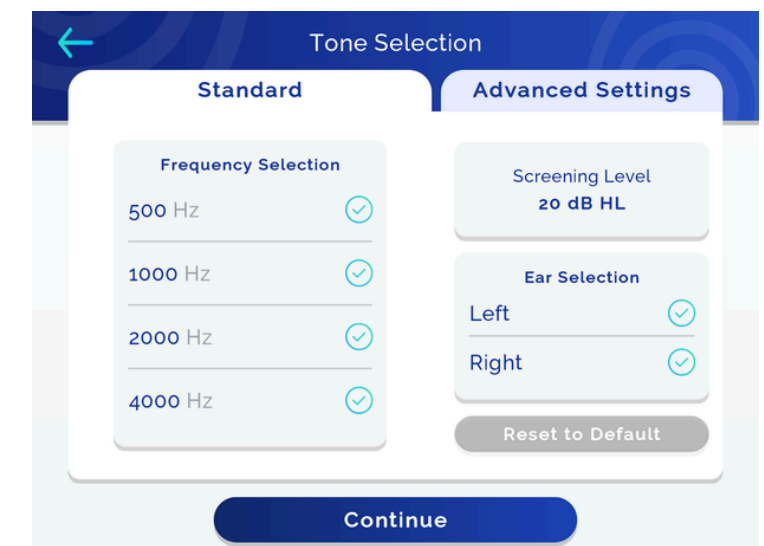 Tone Selection
Standard
Advanced Settings
Frequency Selection
500 Hz
1000 Hz
2000 Hz
4000 Hz
Screening Level
20 dB HL
Ear Selection
Left
Right
Reset to Default
Continue